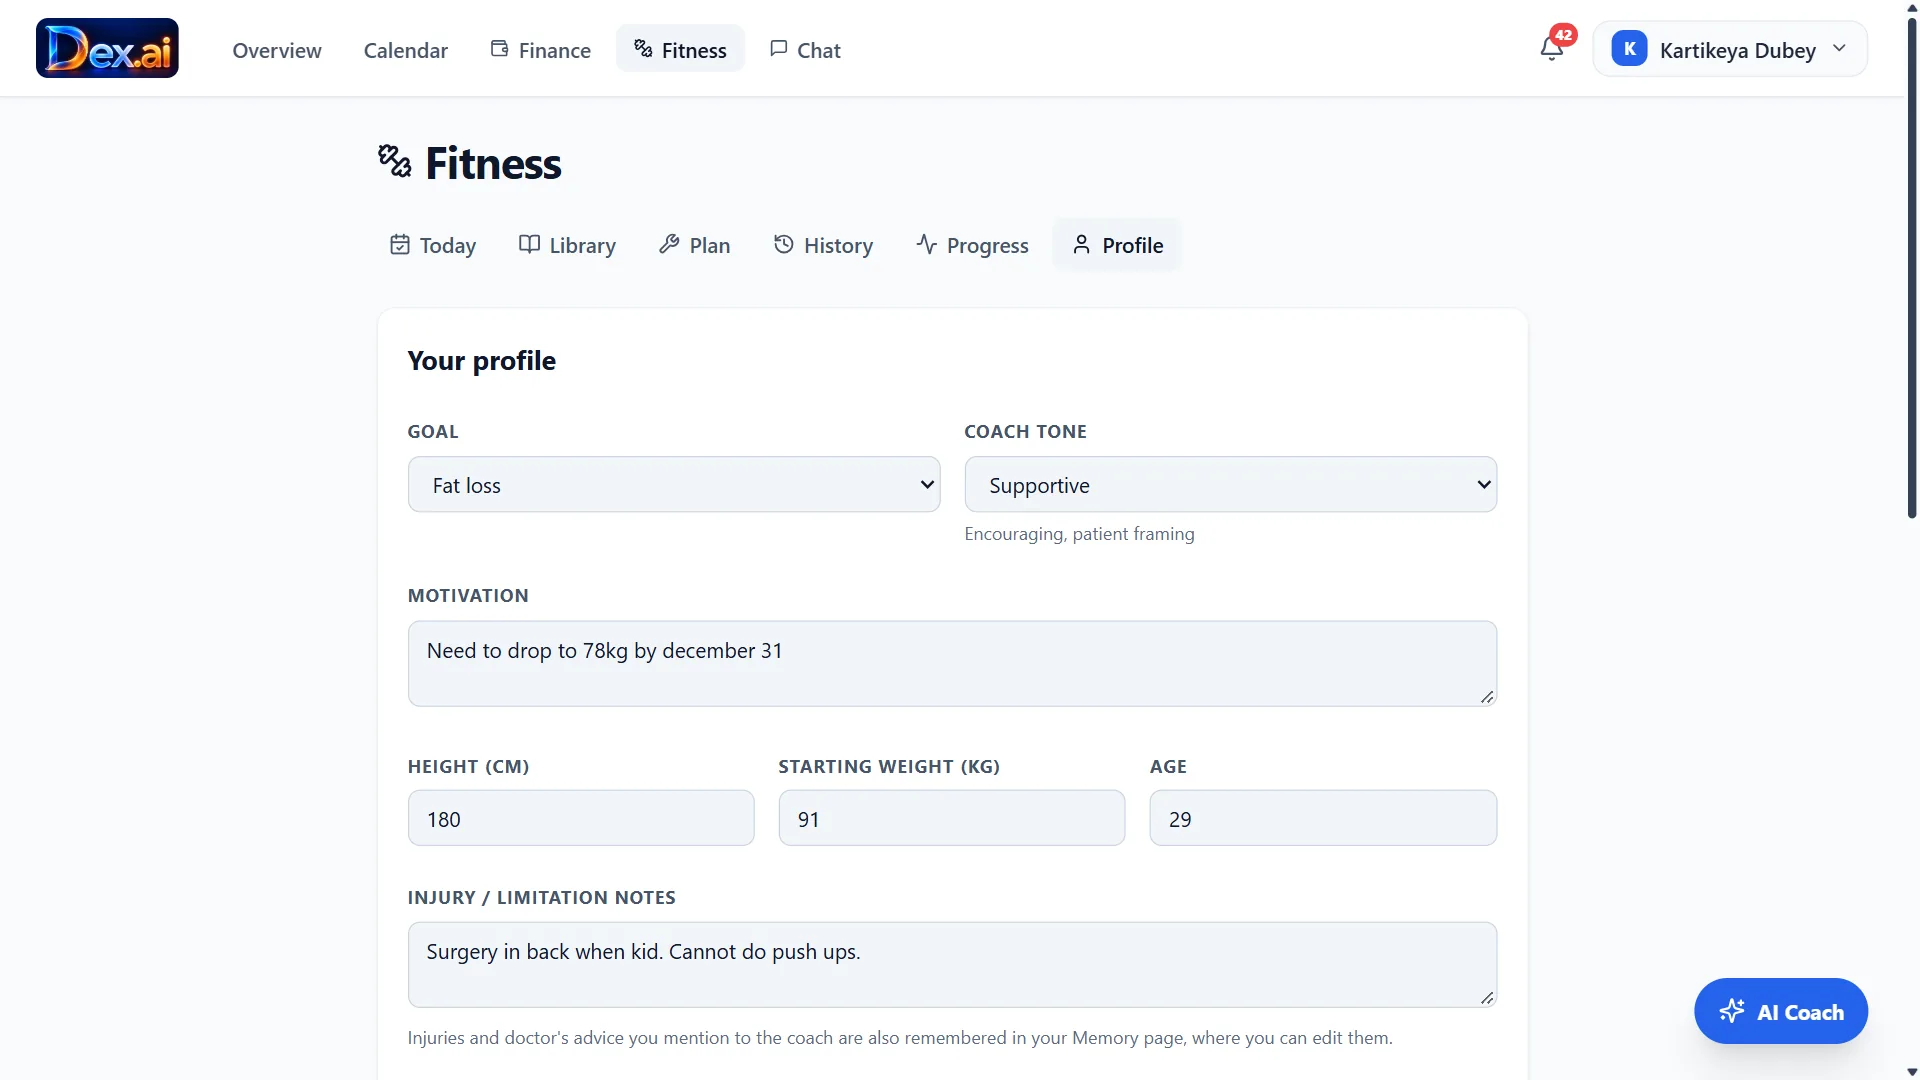 Dex.ai Overview Calendar Finance Fitness Chat 42 K Kartikeya Dubey
Fitness
Today Library Plan History Progress Profile
Your profile
GOAL COACH TONE
Fat loss Supportive
Encouraging, patient framing
MOTIVATION
Need to drop to 78kg by december 31
HEIGHT (CM) STARTING WEIGHT (KG) AGE
180 91 29
INJURY / LIMITATION NOTES
Surgery in back when kid. Cannot do push ups.
AI Coach
Injuries and doctor's advice you mention to the coach are also remembered in your Memory page, where you can edit them.